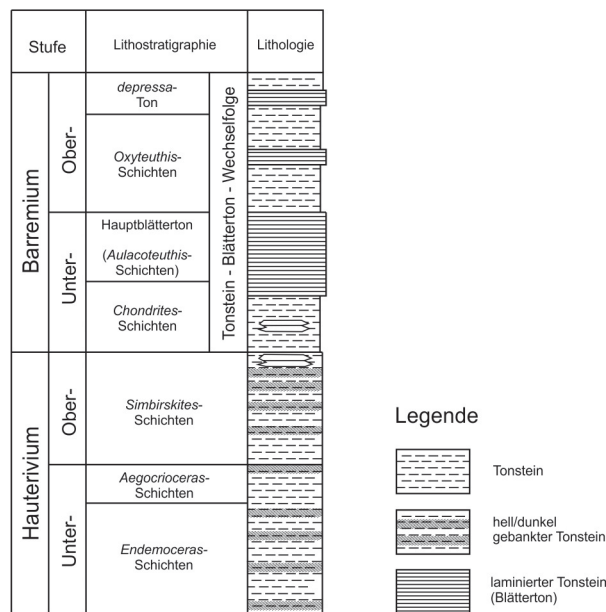 Stufe
Lithostratigraphie
Lithologie
Barremium
Ober-
Unter-
depressa-
Ton
Oxyteuthis-
Schichten
Hauptblätterton
(Aulacoteuthis-
Schichten)
Chondrites-
Schichten
Tonstein - Blätterton - Wechselfolge
Hauterivium
Ober-
Unter-
Simbirskites-
Schichten
Aegocrioceras-
Schichten
Endemoceras-
Schichten
Legende
Tonstein
hell/dunkel
gebankter Tonstein
laminierter Tonstein
(Blätterton)